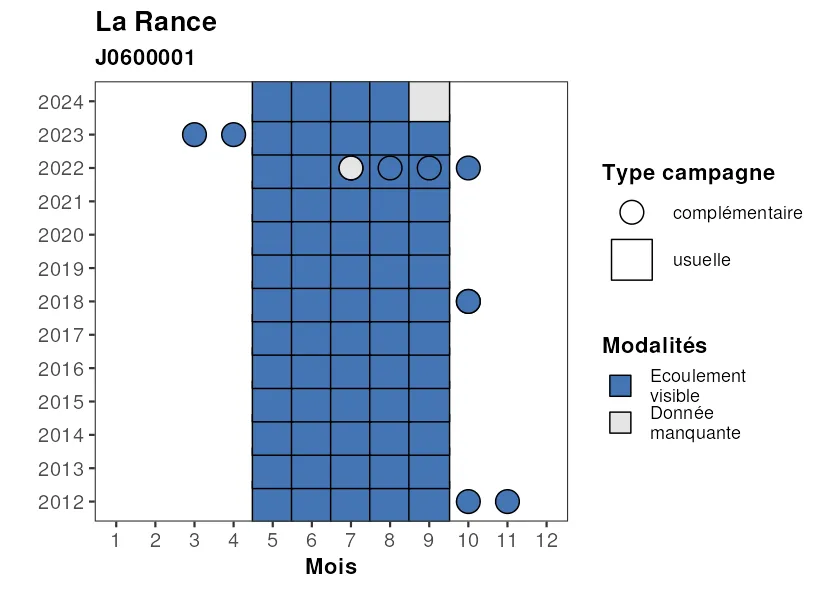 La Rance
J0600001
2024
2023
2022
2021
2020
2019
2018
2017
2016
2015
2014
2013
2012
1 2 3 4 5 6 7 8 9 10 11 12
Mois
Type campagne
complémentaire
usuelle
Modalités
Ecoulement
visible
Donnée
manquante